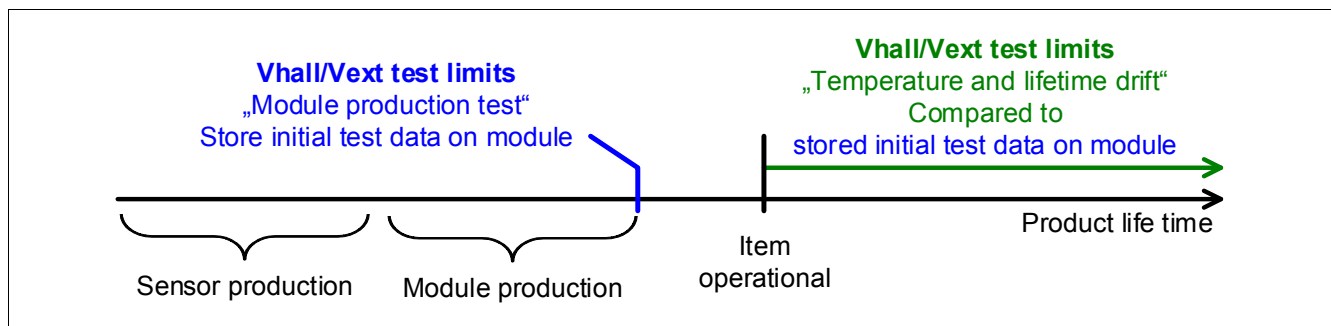 Vhall/Vext test limits
„Module production test“
Store initial test data on module
Vhall/Vext test limits
„Temperature and lifetime drift“
Compared to
stored initial test data on module
Product life time
Sensor production
Module production
Item
operational